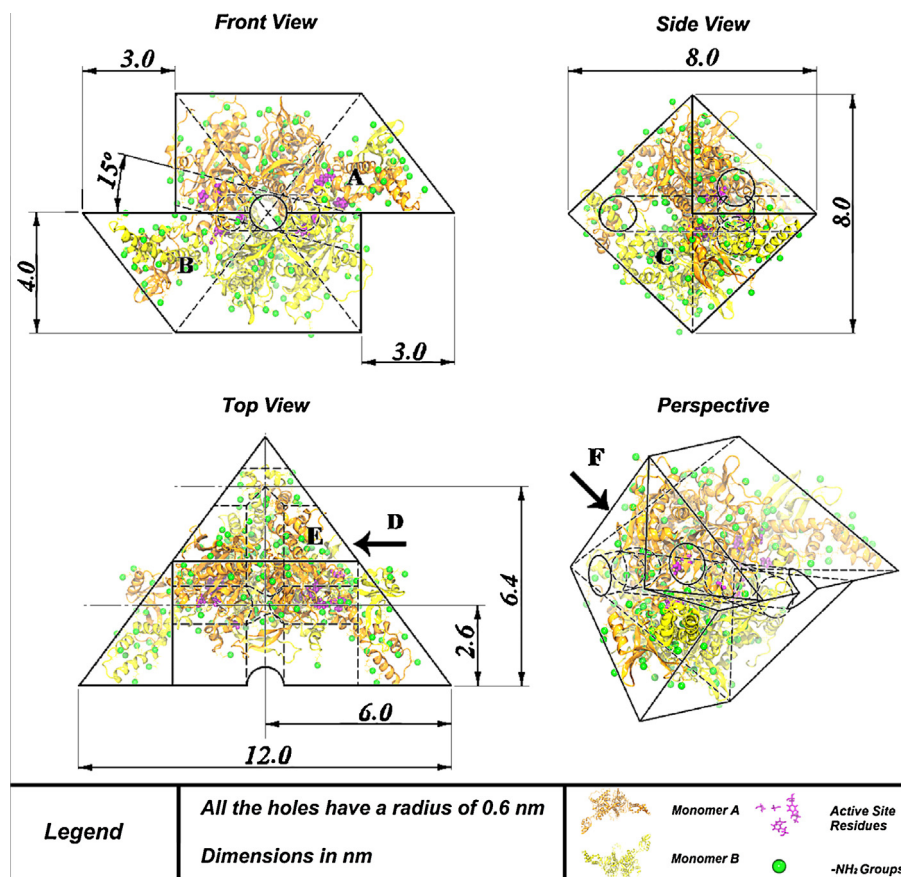 Front View
Side View
3.0
8.0
15º
A
B
C
8.0
4.0
3.0
Top View
Perspective
F
D
E
6.4
2.6
6.0
12.0
Legend
All the holes have a radius of 0.6 nm
Dimensions in nm
Monomer A
Active Site
Residues
Monomer B
-NH₂ Groups